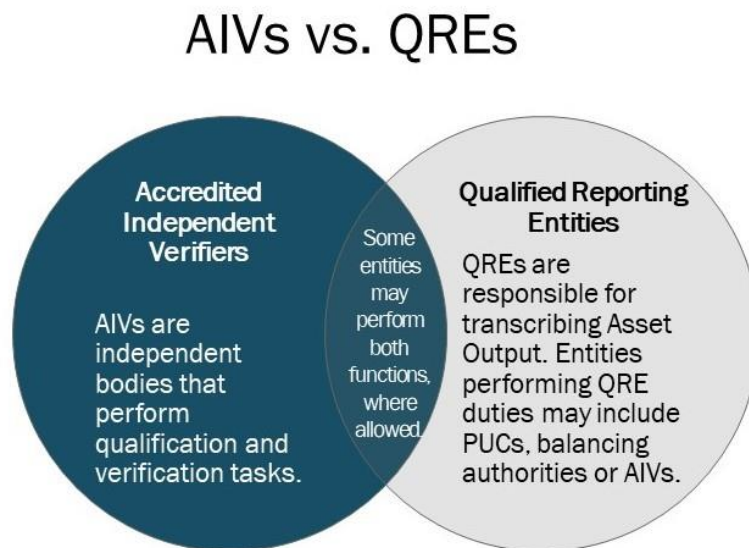 AIVs vs. QREs
Accredited
Independent
Verifiers
AIVs are
independent
bodies that
perform
qualification and
verification tasks.
Some
entities
may
perform
both
functions,
where
allowed.
Qualified Reporting
Entities
QREs are
responsible for
transcribing Asset
Output. Entities
performing QRE
duties may include
PUCs, balancing
authorities or AIVs.